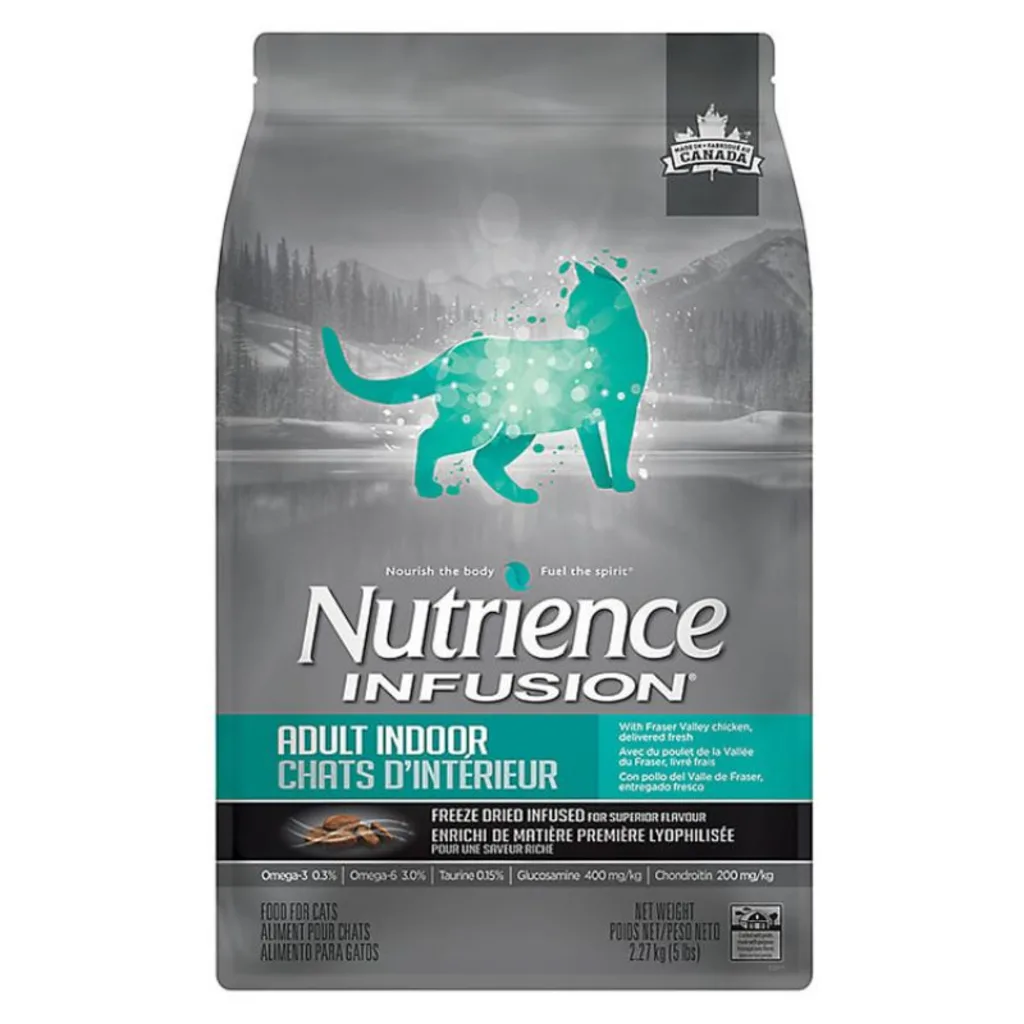 MADE IN • FABRIQUÉ AU
CANADA
Nourish the body Fuel the spirit®
Nutrience
INFUSION®
ADULT INDOOR
CHATS D'INTÉRIEUR
With Fraser Valley chicken,
delivered fresh
Avec du poulet de la Vallée
du Fraser, livré frais
Con pollo del Valle de Fraser,
entregado fresco
FREEZE DRIED INFUSED FOR SUPERIOR FLAVOUR
ENRICHI DE MATIÈRE PREMIÈRE LYOPHILISÉE
POUR UNE SAVEUR RICHE
Omega-3 0.3% | Omega-6 3.0% | Taurine 0.15% | Glucosamine 400 mg/kg | Chondroitin 200 mg/kg
FOOD FOR CATS
ALIMENT POUR CHATS
ALIMENTO PARA GATOS
NET WEIGHT
POIDS NET/PESO NETO
2.27 kg (5 lbs)